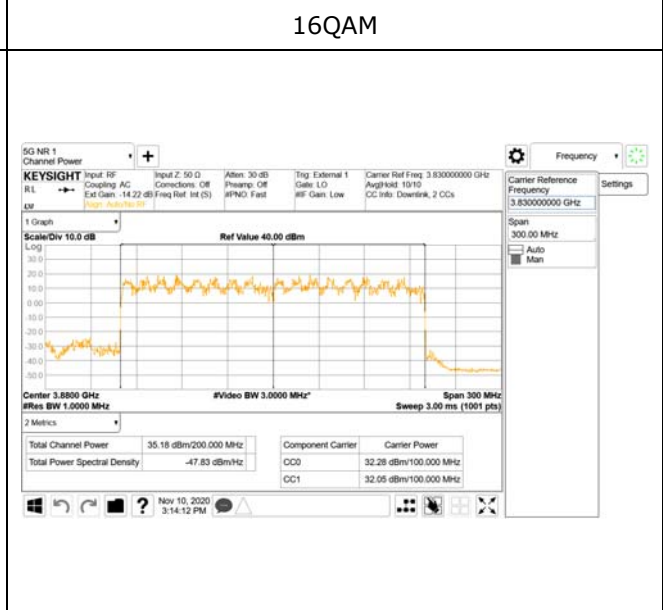 16QAM
5G NR 1
Channel Power
Frequency
KEYSIGHT
Input: RF
Coupling: AC
Ext Gain: -14.22 dB
Align: Auto/No RF
Input Z: 50 Ω
Corrections: Off
Freq Ref: Int (S)
Atten: 30 dB
Preamp: Off
#PNO: Fast
Trig: External 1
Gate: LO
#IF Gain: Low
Carrier Ref Freq: 3.830000000 GHz
Avg|Hold: 10/10
CC Info: Downlink, 2 CCs
RL
Carrier Reference
Frequency
3.830000000 GHz
Settings
Span
300.00 MHz
Auto
Man
1 Graph
Scale/Div 10.0 dB
Ref Value 40.00 dBm
Log
30.0
20.0
10.0
0.00
-10.0
-20.0
-30.0
-40.0
-50.0
Center 3.8800 GHz
#Video BW 3.0000 MHz*
Span 300 MHz
#Res BW 1.0000 MHz
Sweep 3.00 ms (1001 pts)
2 Metrics
Total Channel Power 35.18 dBm/200.000 MHz
Total Power Spectral Density -47.83 dBm/Hz
Component Carrier Carrier Power
CC0 32.28 dBm/100.000 MHz
CC1 32.05 dBm/100.000 MHz
?
Nov 10, 2020
3:14:12 PM